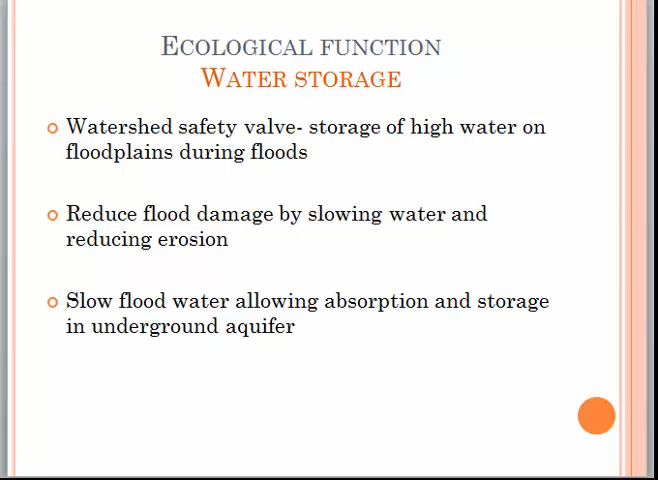 ECOLOGICAL FUNCTION
WATER STORAGE
Watershed safety valve- storage of high water on
floodplains during floods
Reduce flood damage by slowing water and
reducing erosion
Slow flood water allowing absorption and storage
in underground aquifer